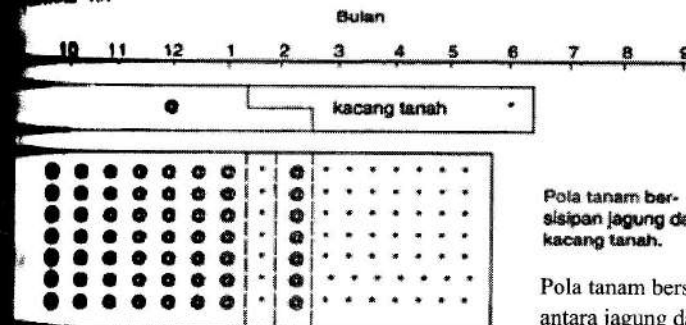 Bulan
10 11 12 1 2 3 4 5 6 7 8 9
kacang tanah
Pola tanam ber-
sisipan jagung da
kacang tanah.
Pola tanam bers
antara jagung da